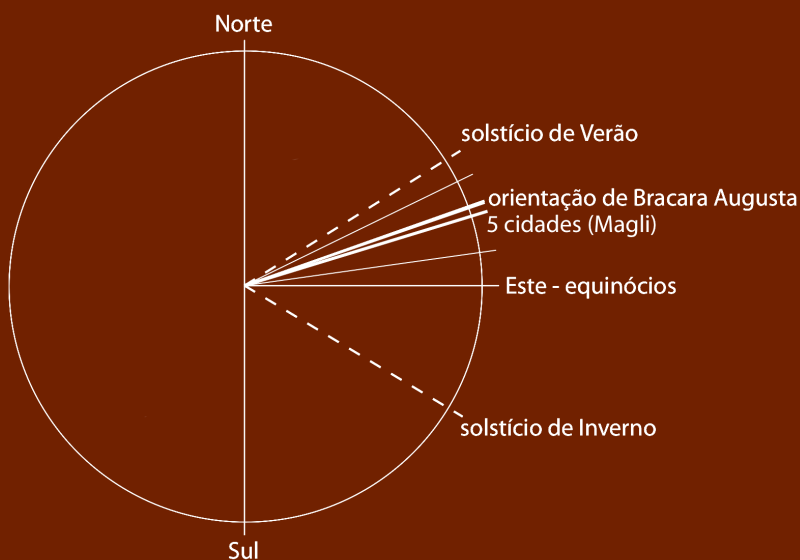 Norte
solstício de Verão
orientação de Bracara Augusta
5 cidades (Magli)
Este - equinócios
solstício de Inverno
Sul